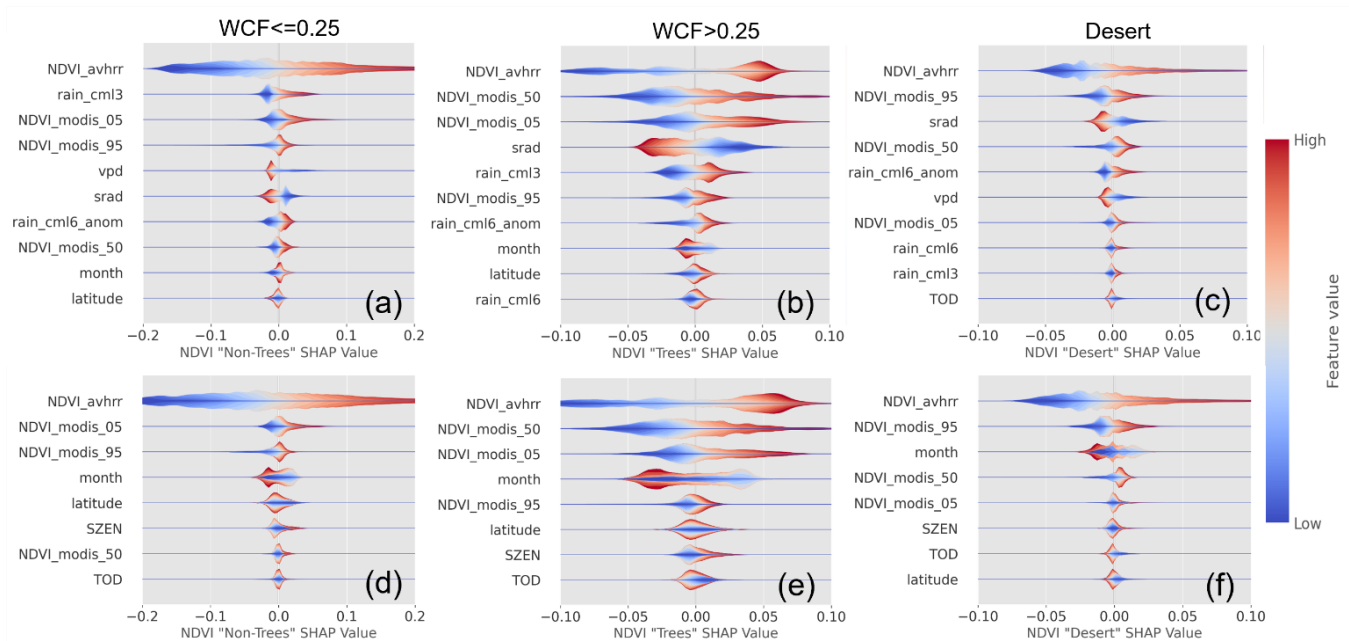 WCF<=0.25
WCF>0.25
Desert
NDVI_avhrr
rain_cml3
NDVI_modis_05
NDVI_modis_95
vpd
srad
rain_cml6_anom
NDVI_modis_50
month
latitude
(a)
−0.2 −0.1 0.0 0.1 0.2
NDVI "Non-Trees" SHAP Value
NDVI_avhrr
NDVI_modis_50
NDVI_modis_05
srad
rain_cml3
NDVI_modis_95
rain_cml6_anom
month
latitude
rain_cml6
(b)
−0.10 −0.05 0.00 0.05 0.10
NDVI "Trees" SHAP Value
NDVI_avhrr
NDVI_modis_95
srad
NDVI_modis_50
rain_cml6_anom
vpd
NDVI_modis_05
rain_cml6
rain_cml3
TOD
(c)
−0.10 −0.05 0.00 0.05 0.10
NDVI "Desert" SHAP Value
NDVI_avhrr
NDVI_modis_05
NDVI_modis_95
month
latitude
SZEN
NDVI_modis_50
TOD
(d)
−0.2 −0.1 0.0 0.1 0.2
NDVI "Non-Trees" SHAP Value
NDVI_avhrr
NDVI_modis_50
NDVI_modis_05
month
NDVI_modis_95
latitude
SZEN
TOD
(e)
−0.10 −0.05 0.00 0.05 0.10
NDVI "Trees" SHAP Value
NDVI_avhrr
NDVI_modis_95
month
NDVI_modis_50
NDVI_modis_05
SZEN
TOD
latitude
(f)
−0.10 −0.05 0.00 0.05 0.10
NDVI "Desert" SHAP Value
High
Feature value
Low